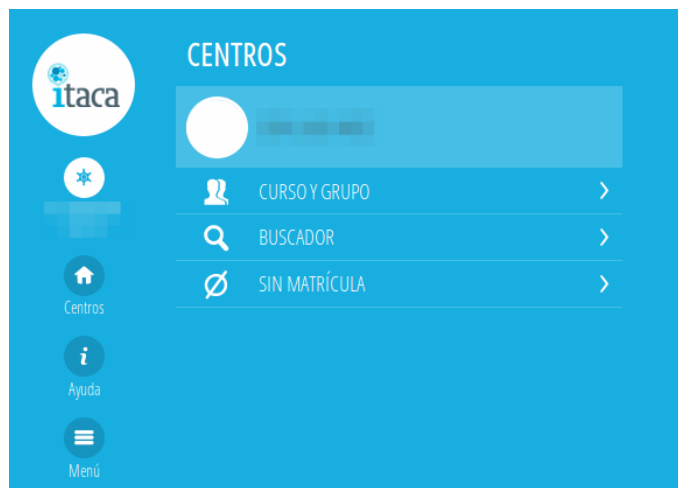 itaca
CENTROS
CURSO Y GRUPO
BUSCADOR
SIN MATRÍCULA
Centros
i
Ayuda
Menú